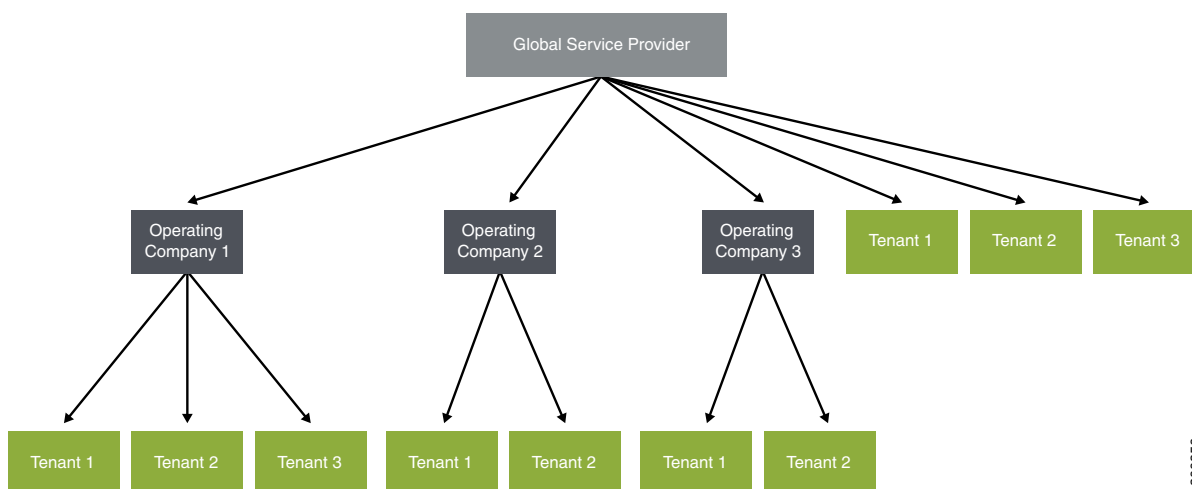 Global Service Provider
Operating
Company 1
Operating
Company 2
Operating
Company 3
Tenant 1
Tenant 2
Tenant 3
Tenant 1
Tenant 2
Tenant 3
Tenant 1
Tenant 2
Tenant 1
Tenant 2